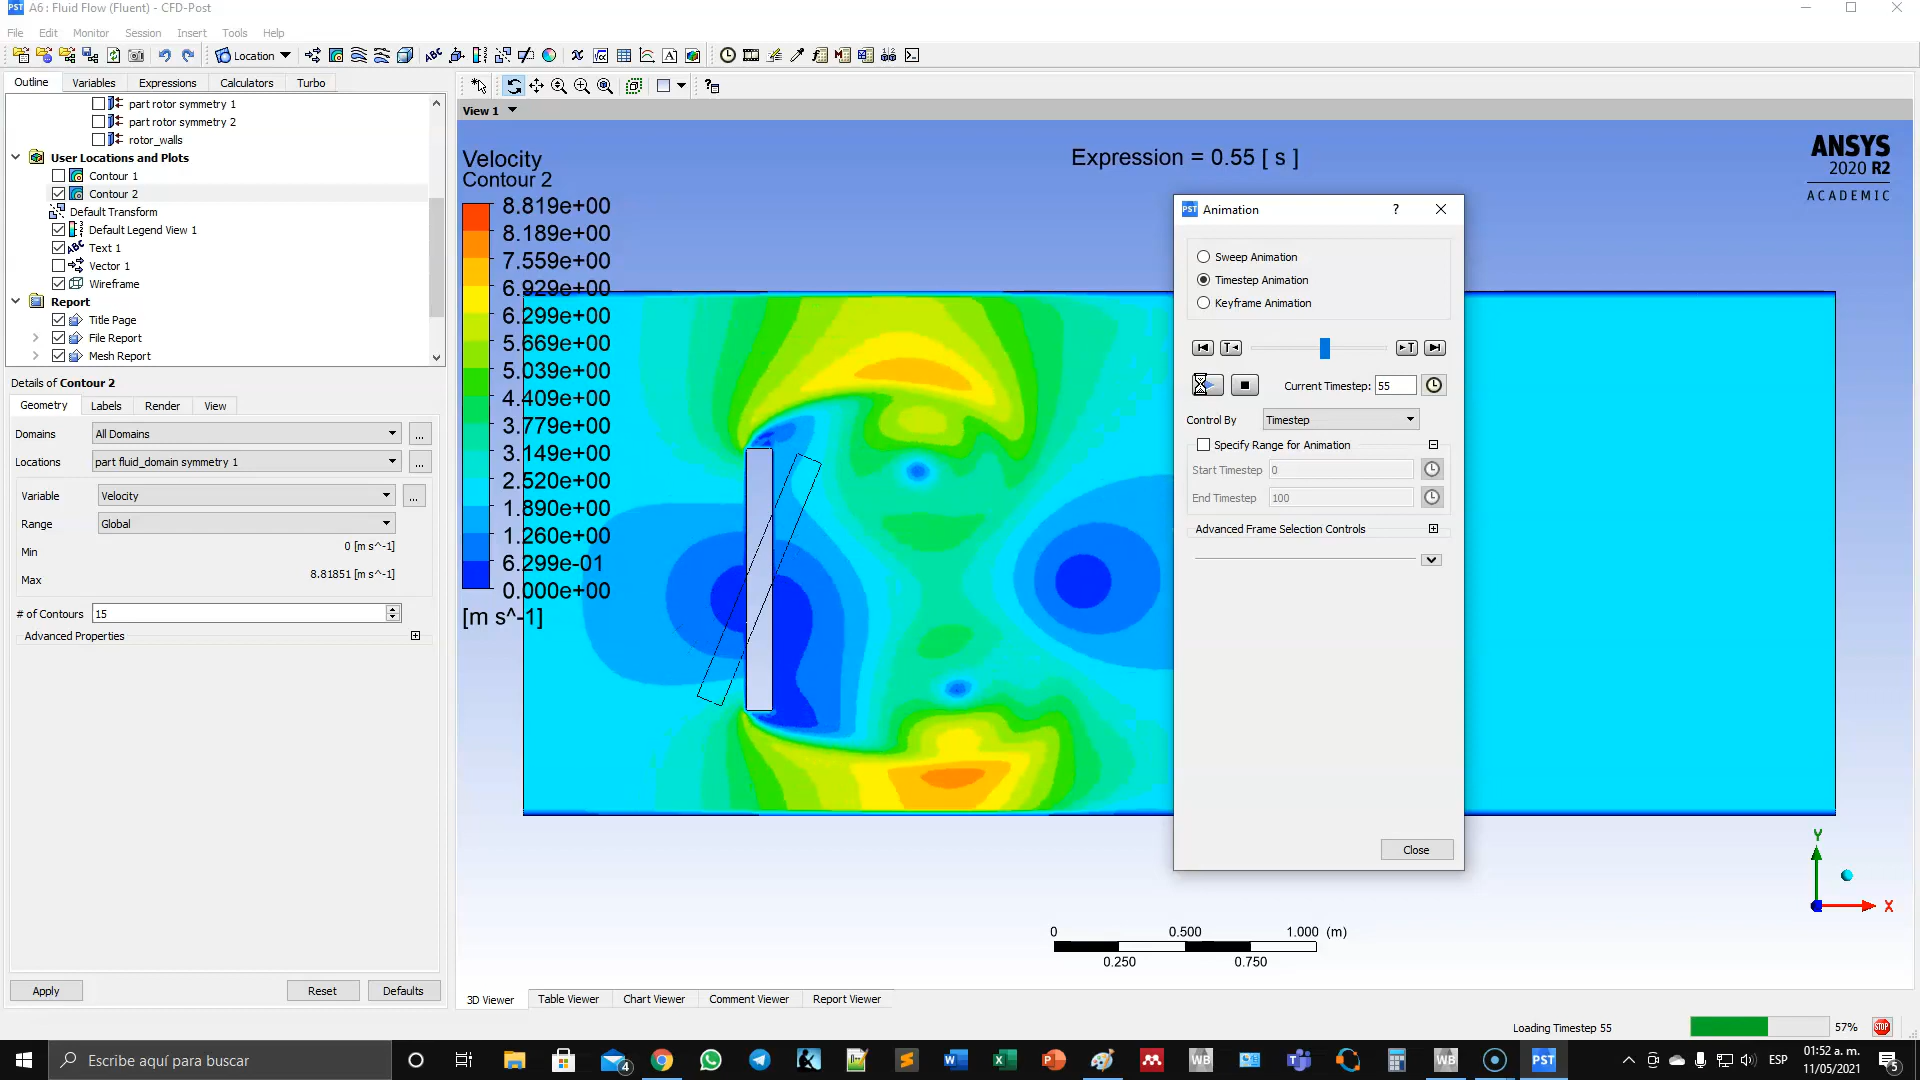 PST A6 : Fluid Flow (Fluent) - CFD-Post
File Edit Monitor Session Insert Tools Help
Location
Outline Variables Expressions Calculators Turbo
part rotor symmetry 1
part rotor symmetry 2
rotor_walls
User Locations and Plots
Contour 1
Contour 2
Default Transform
Default Legend View 1
ABC Text 1
Vector 1
Wireframe
Report
Title Page
File Report
Mesh Report
Details of Contour 2
Geometry Labels Render View
Domains All Domains ...
Locations part fluid_domain symmetry 1 ...
Variable Velocity ...
Range Global
Min 0 [m s^-1]
Max 8.81851 [m s^-1]
# of Contours 15
Advanced Properties
Apply Reset Defaults
View 1
Velocity
Contour 2
8.819e+00
8.189e+00
7.559e+00
6.929e+00
6.299e+00
5.669e+00
5.039e+00
4.409e+00
3.779e+00
3.149e+00
2.520e+00
1.890e+00
1.260e+00
6.299e-01
0.000e+00
[m s^-1]
Expression = 0.55 [ s ]
ANSYS
2020 R2
ACADEMIC
PST Animation ?
Sweep Animation
Timestep Animation
Keyframe Animation
Current Timestep: 55
Control By Timestep
Specify Range for Animation
Start Timestep 0
End Timestep 100
Advanced Frame Selection Controls
Close
Y
X
0 0.500 1.000 (m)
0.250 0.750
3D Viewer Table Viewer Chart Viewer Comment Viewer Report Viewer
Loading Timestep 55 57% STOP
Escribe aquí para buscar
4
WB
WB
PST
ESP
01:52 a. m.
11/05/2021
5